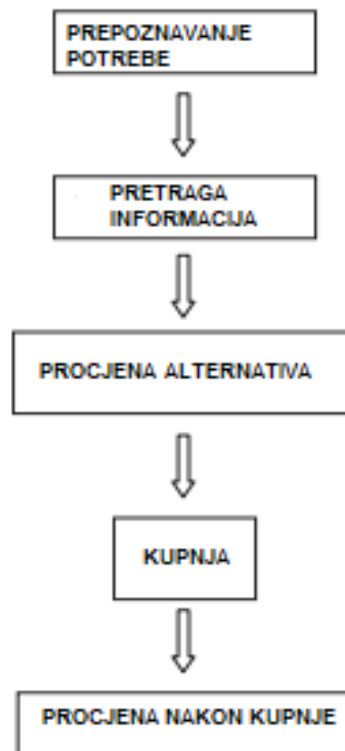 PREPOZNAVANJE
POTREBE
PRETRAGA
INFORMACIJA
PROCJENA ALTERNATIVA
KUPNJA
PROCJENA NAKON KUPNJE